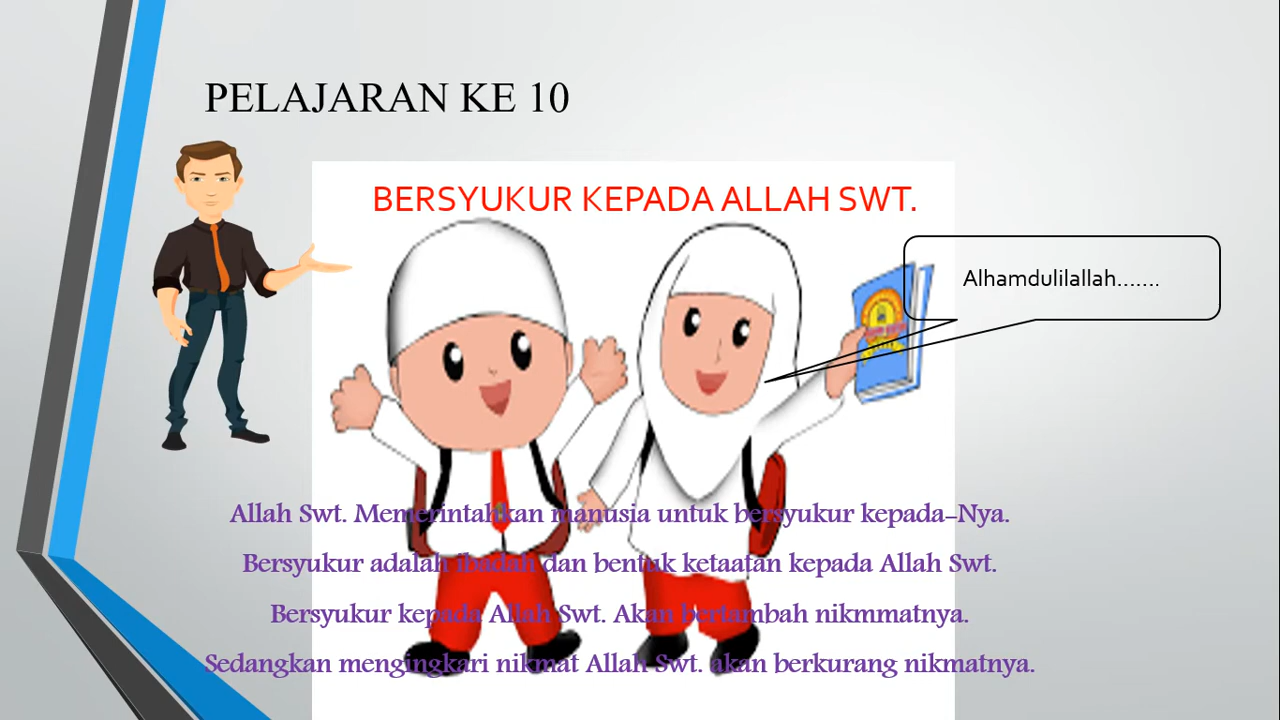 PELAJARAN KE 10
BERSYUKUR KEPADA ALLAH SWT.
Alhamdulilallah.......
Allah Swt. Memerintahkan manusia untuk bersyukur kepada-Nya.
Bersyukur adalah ibadah dan bentuk ketaatan kepada Allah Swt.
Bersyukur kepada Allah Swt. Akan bertambah nikmmatnya.
Sedangkan mengingkari nikmat Allah Swt. akan berkurang nikmatnya.